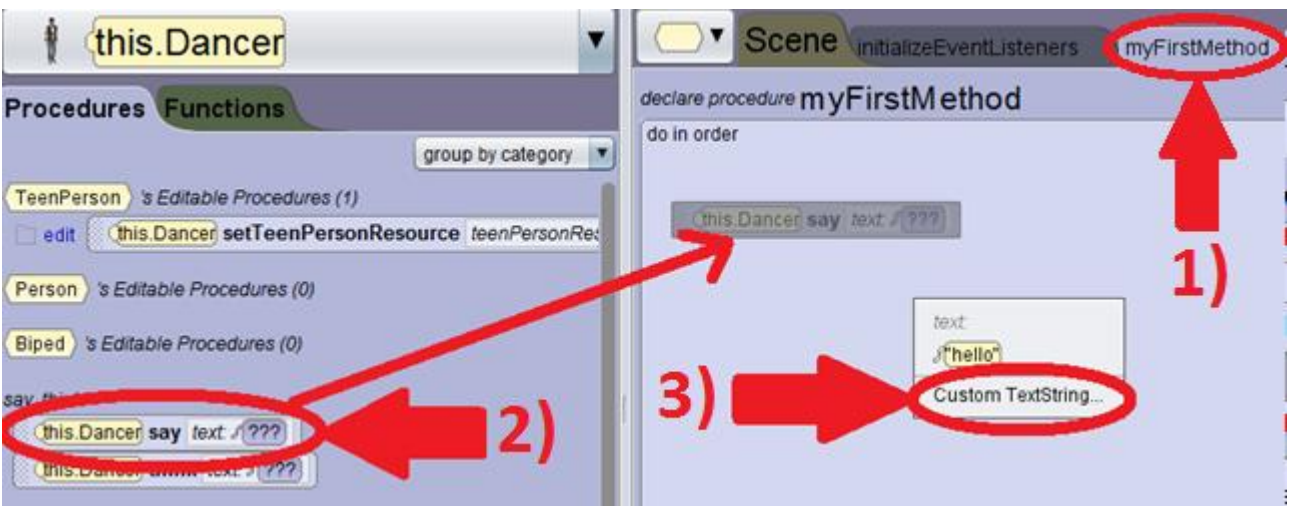 this.Dancer
Procedures Functions
group by category
TeenPerson 's Editable Procedures (1)
edit this.Dancer setTeenPersonResource teenPersonRes
Person 's Editable Procedures (0)
Biped 's Editable Procedures (0)
say,
this.Dancer say text: ???
this.Dancer text: ???
2)
Scene initializeEventListeners myFirstMethod
declare procedure myFirstMethod
do in order
this.Dancer say text: ???
1)
text:
"hello"
Custom TextString...
3)